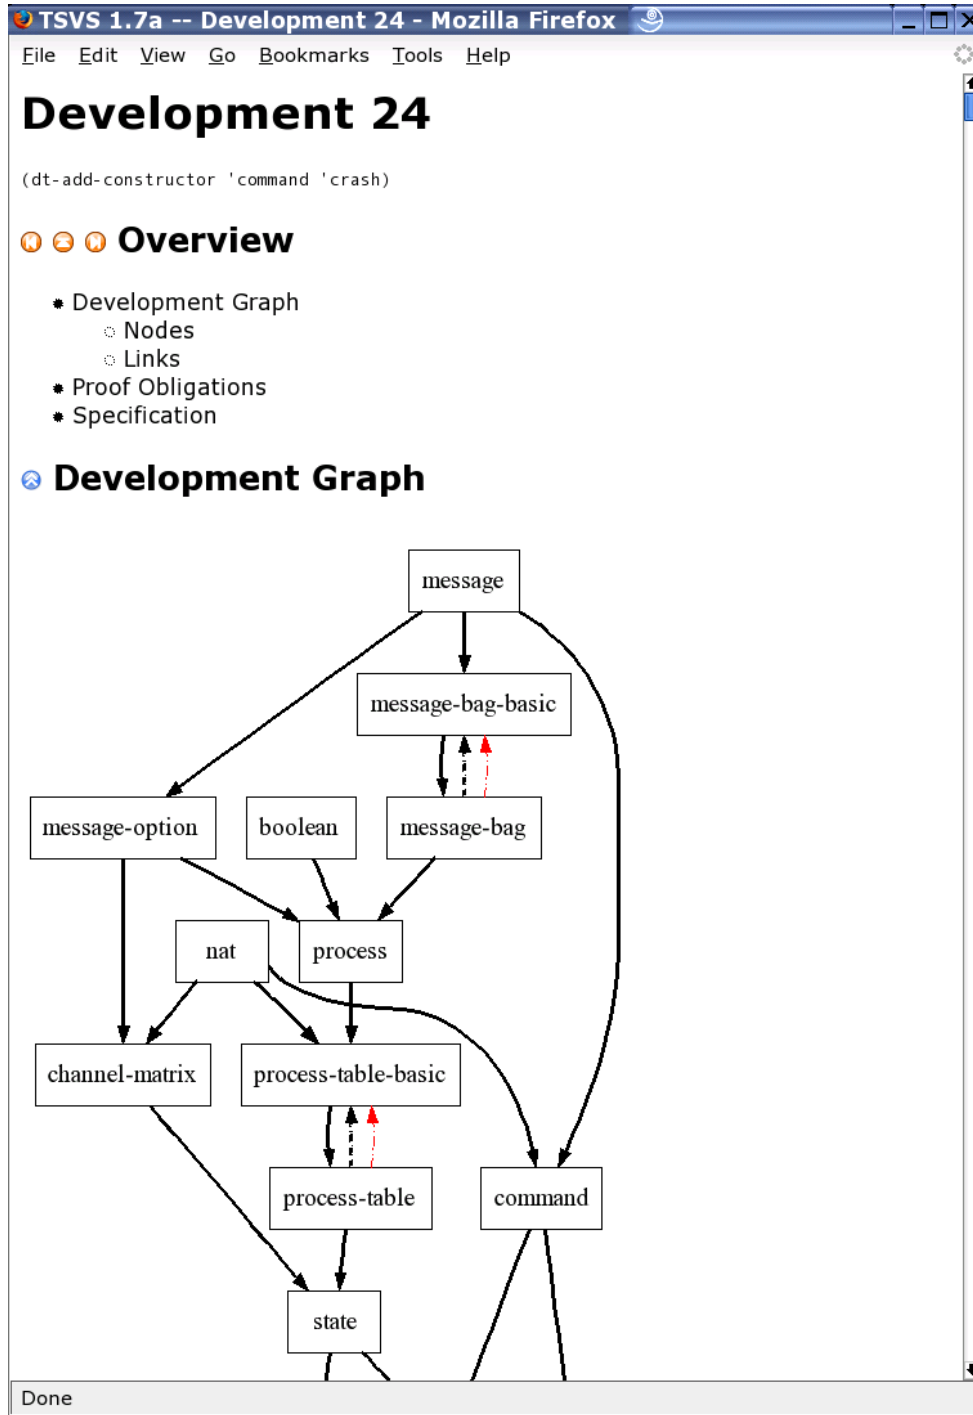 TSVS 1.7a -- Development 24 - Mozilla Firefox
File Edit View Go Bookmarks Tools Help
Development 24
(dt-add-constructor 'command 'crash)
Overview
Development Graph
Nodes
Links
Proof Obligations
Specification
Development Graph
message
message-bag-basic
message-option boolean message-bag
nat process
channel-matrix process-table-basic
process-table command
state
Done